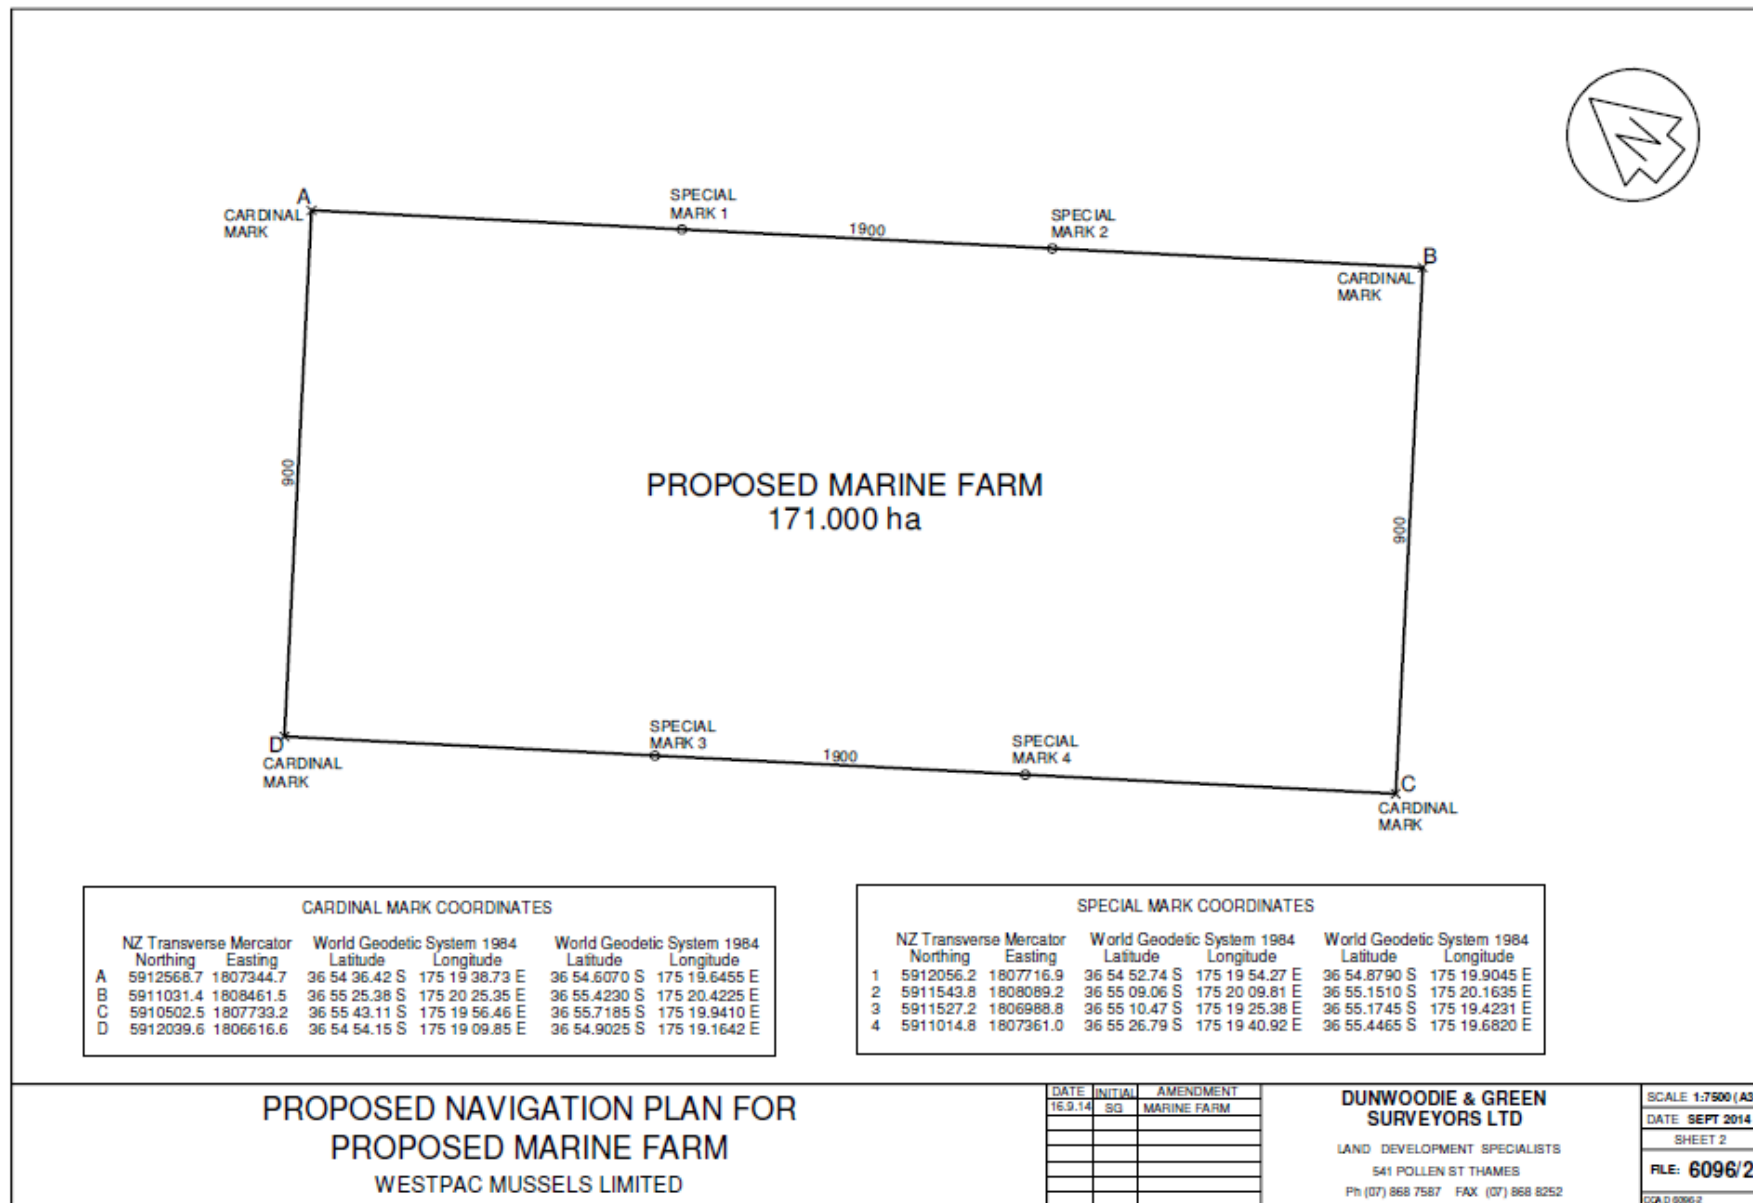 N
A
CARDINAL
MARK
SPECIAL
MARK 1
1900
SPECIAL
MARK 2
B
CARDINAL
MARK
900
PROPOSED MARINE FARM
171.000 ha
900
D
CARDINAL
MARK
SPECIAL
MARK 3
1900
SPECIAL
MARK 4
C
CARDINAL
MARK
CARDINAL MARK COORDINATES
NZ Transverse Mercator World Geodetic System 1984 World Geodetic System 1984
Northing Easting Latitude Longitude Latitude Longitude
A 5912568.7 1807344.7 36 54 36.42 S 175 19 38.73 E 36 54.6070 S 175 19.6455 E
B 5911031.4 1808461.5 36 55 25.38 S 175 20 25.35 E 36 55.4230 S 175 20.4225 E
C 5910502.5 1807733.2 36 55 43.11 S 175 19 56.46 E 36 55.7185 S 175 19.9410 E
D 5912039.6 1806616.6 36 54 54.15 S 175 19 09.85 E 36 54.9025 S 175 19.1642 E
SPECIAL MARK COORDINATES
NZ Transverse Mercator World Geodetic System 1984 World Geodetic System 1984
Northing Easting Latitude Longitude Latitude Longitude
1 5912056.2 1807716.9 36 54 52.74 S 175 19 54.27 E 36 54.8790 S 175 19.9045 E
2 5911543.8 1808089.2 36 55 09.06 S 175 20 09.81 E 36 55.1510 S 175 20.1635 E
3 5911527.2 1806988.8 36 55 10.47 S 175 19 25.38 E 36 55.1745 S 175 19.4231 E
4 5911014.8 1807361.0 36 55 26.79 S 175 19 40.92 E 36 55.4465 S 175 19.6820 E
PROPOSED NAVIGATION PLAN FOR
PROPOSED MARINE FARM
WESTPAC MUSSELS LIMITED
DATE INITIAL AMENDMENT
16.9.14 SG MARINE FARM
DUNWOODIE & GREEN
SURVEYORS LTD
LAND DEVELOPMENT SPECIALISTS
541 POLLEN ST THAMES
Ph (07) 868 7587 FAX (07) 868 8252
SCALE 1:7500 (A3
DATE SEPT 2014
SHEET 2
FILE: 6096/2